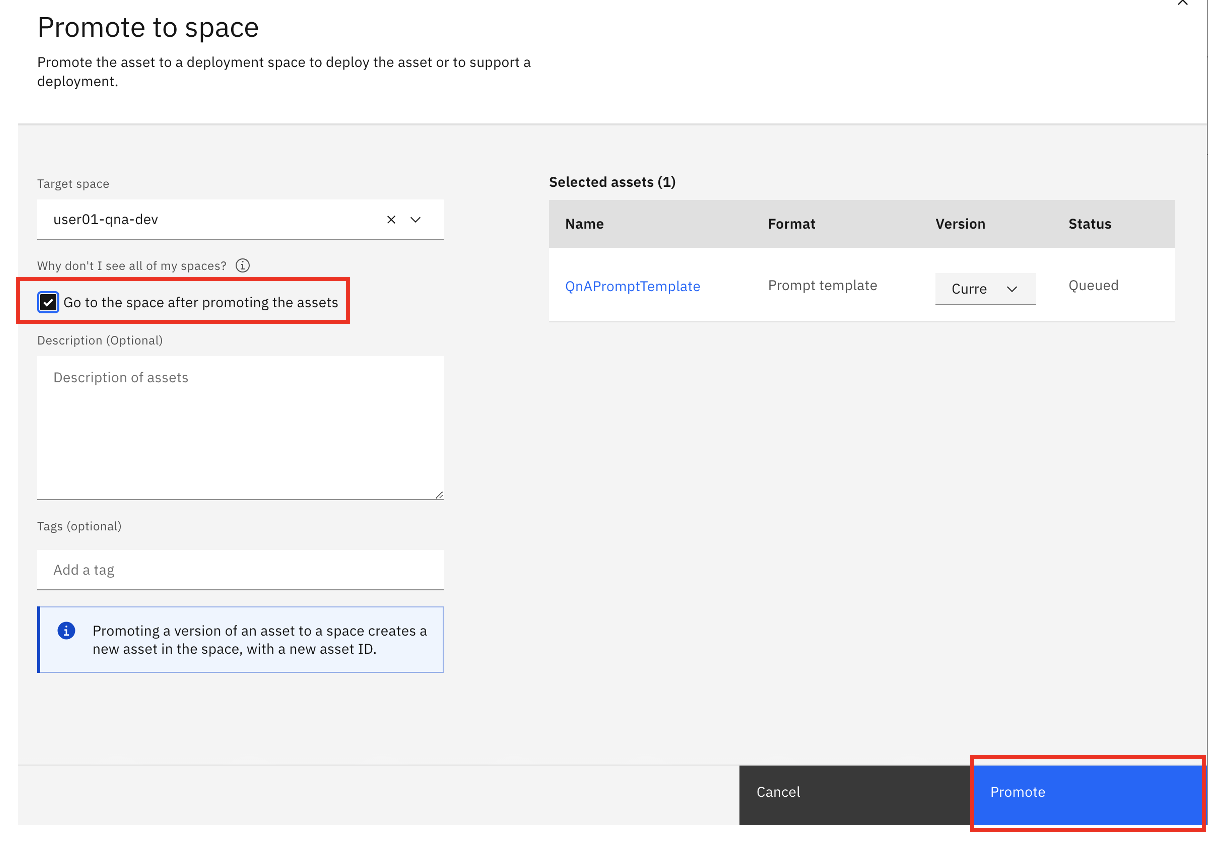 Promote to space
Promote the asset to a deployment space to deploy the asset or to support a
deployment.
Target space
user01-qna-dev
Why don't I see all of my spaces?
Go to the space after promoting the assets
Description (Optional)
Description of assets
Tags (optional)
Add a tag
Promoting a version of an asset to a space creates a
new asset in the space, with a new asset ID.
Selected assets (1)
Name Format Version Status
QnAPromptTemplate Prompt template Curre Queued
Cancel Promote